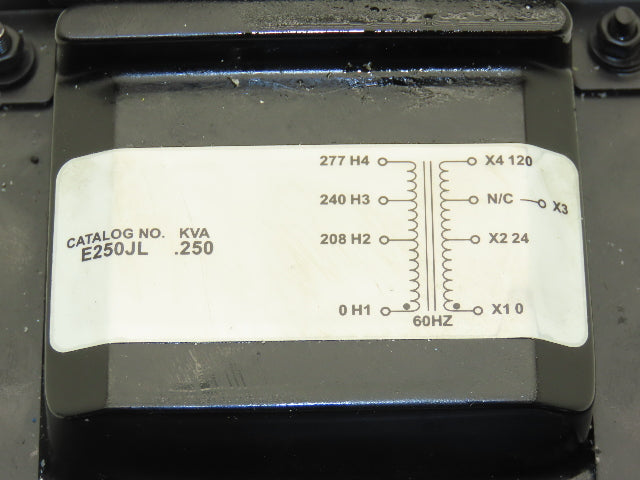 277 H4 X4 120
240 H3 N/C X3
CATALOG NO. KVA
E250JL .250
208 H2 X2 24
0 H1 X1 0
60HZ